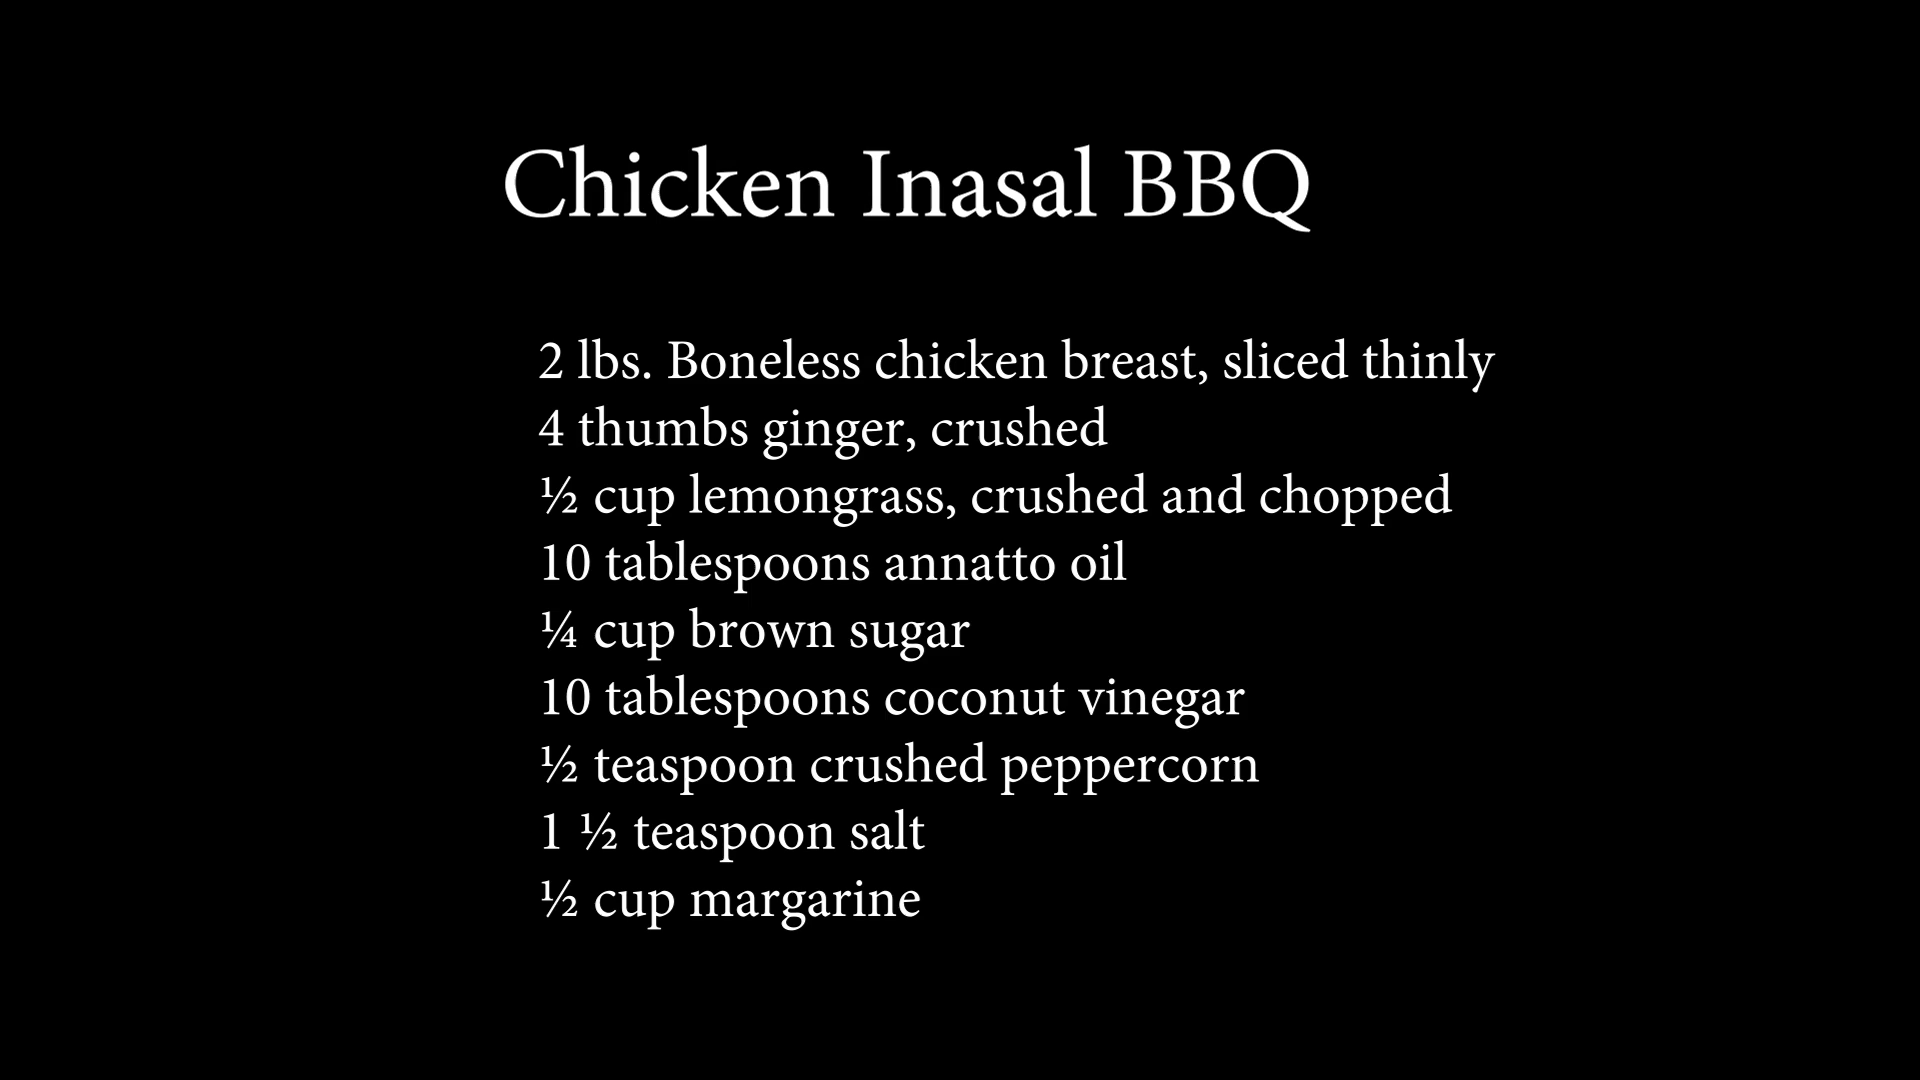 Chicken Inasal BBQ
2 lbs. Boneless chicken breast, sliced thinly
4 thumbs ginger, crushed
½ cup lemongrass, crushed and chopped
10 tablespoons annatto oil
¼ cup brown sugar
10 tablespoons coconut vinegar
½ teaspoon crushed peppercorn
1 ½ teaspoon salt
½ cup margarine